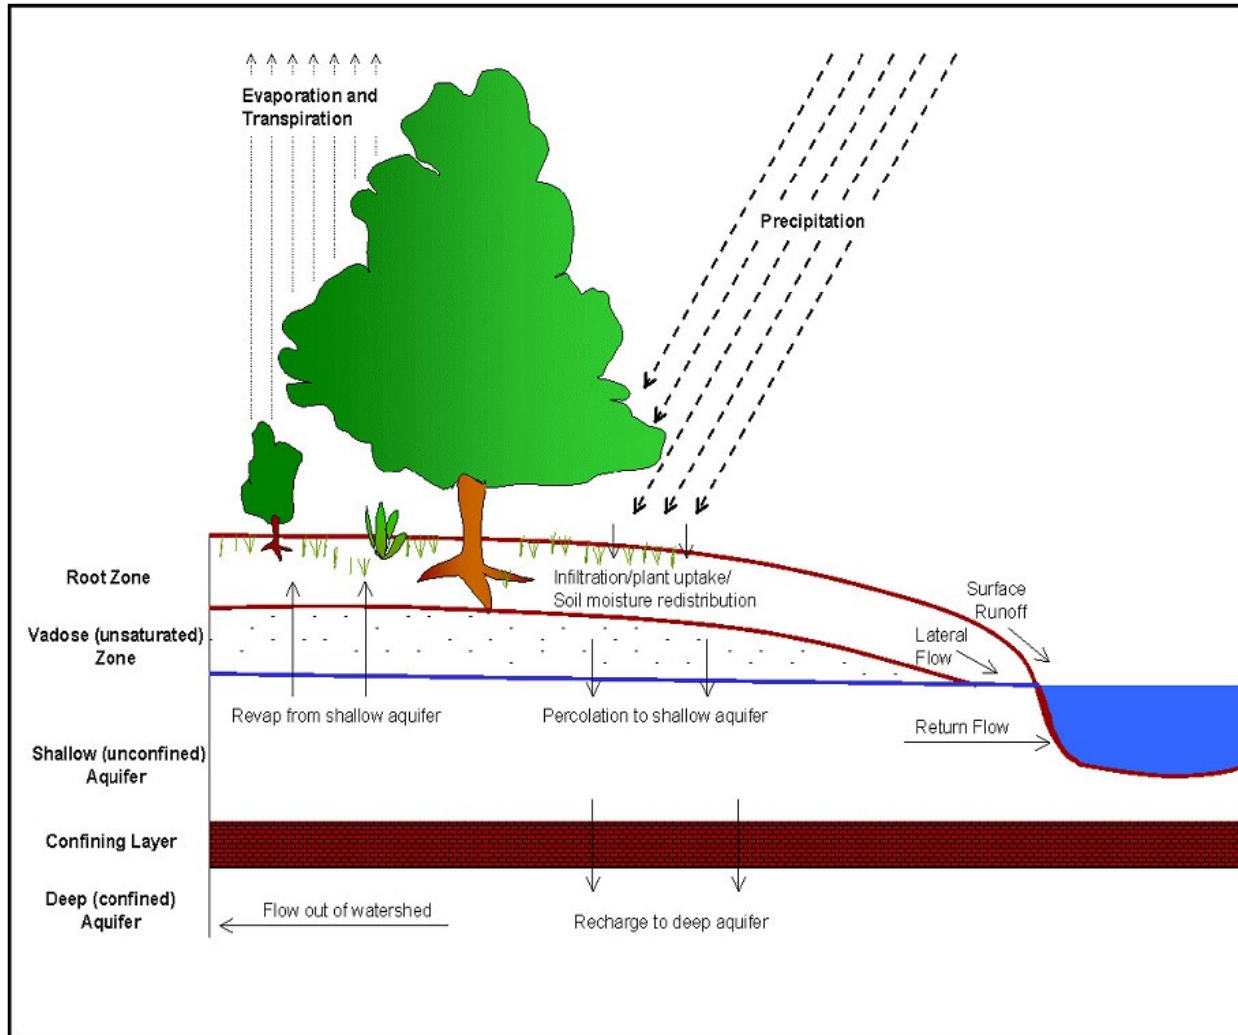 Evaporation and
Transpiration
Precipitation
Root Zone
Infiltration/plant uptake/
Soil moisture redistribution
Surface
Runoff
Vadose (unsaturated)
Zone
Lateral
Flow
Revap from shallow aquifer
Percolation to shallow aquifer
Return Flow
Shallow (unconfined)
Aquifer
Confining Layer
Deep (confined)
Aquifer
Flow out of watershed
Recharge to deep aquifer